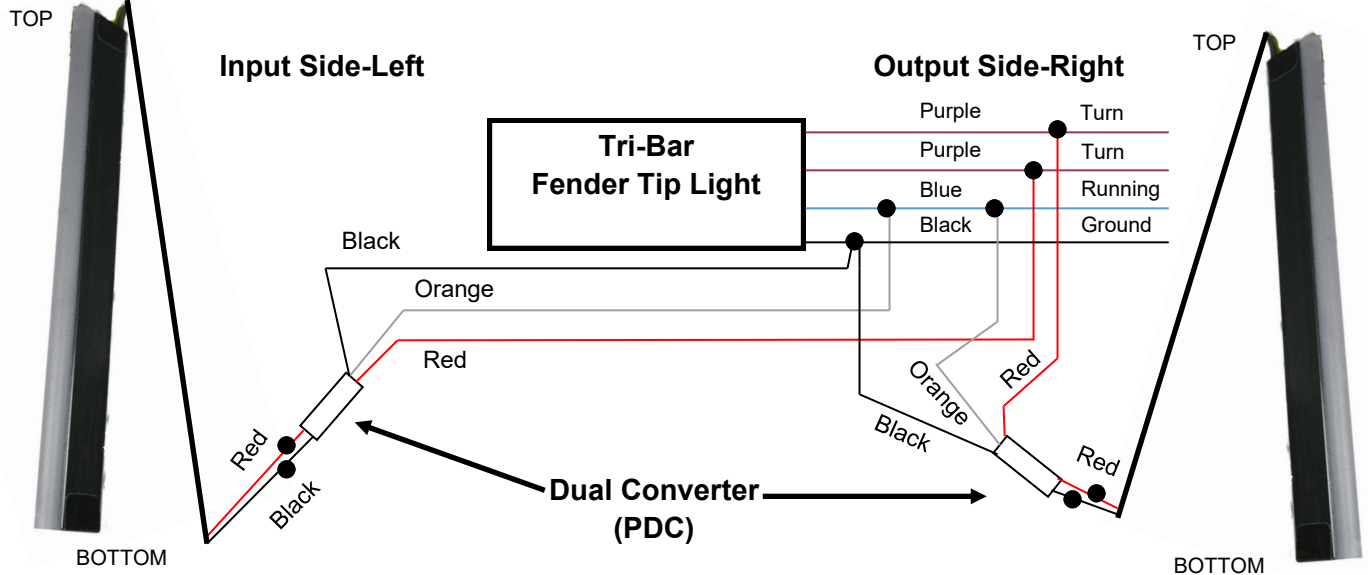 TOP
Input Side-Left
Output Side-Right
TOP
Tri-Bar
Fender Tip Light
Purple
Turn
Purple
Turn
Blue
Running
Black
Ground
Black
Orange
Red
Red
Orange
Black
Red
Black
Red
Dual Converter
(PDC)
BOTTOM
BOTTOM